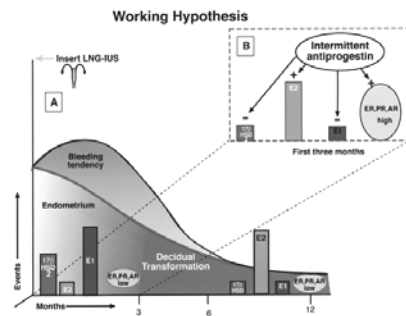 Working Hypothesis
Insert LNG-IUS
A
Bleeding
tendency
Endometrium
17β
HSD
2
E2
E1
ER,PR,AR
low
Decidual
Transformation
17β
HSD
E2
E1
ER,PR,AR
low
Events
Months
3
6
12
B
Intermittent
antiprogestin
–
+
–
+
17β
HSD
2
E2
E1
ER,PR,AR
high
First three months